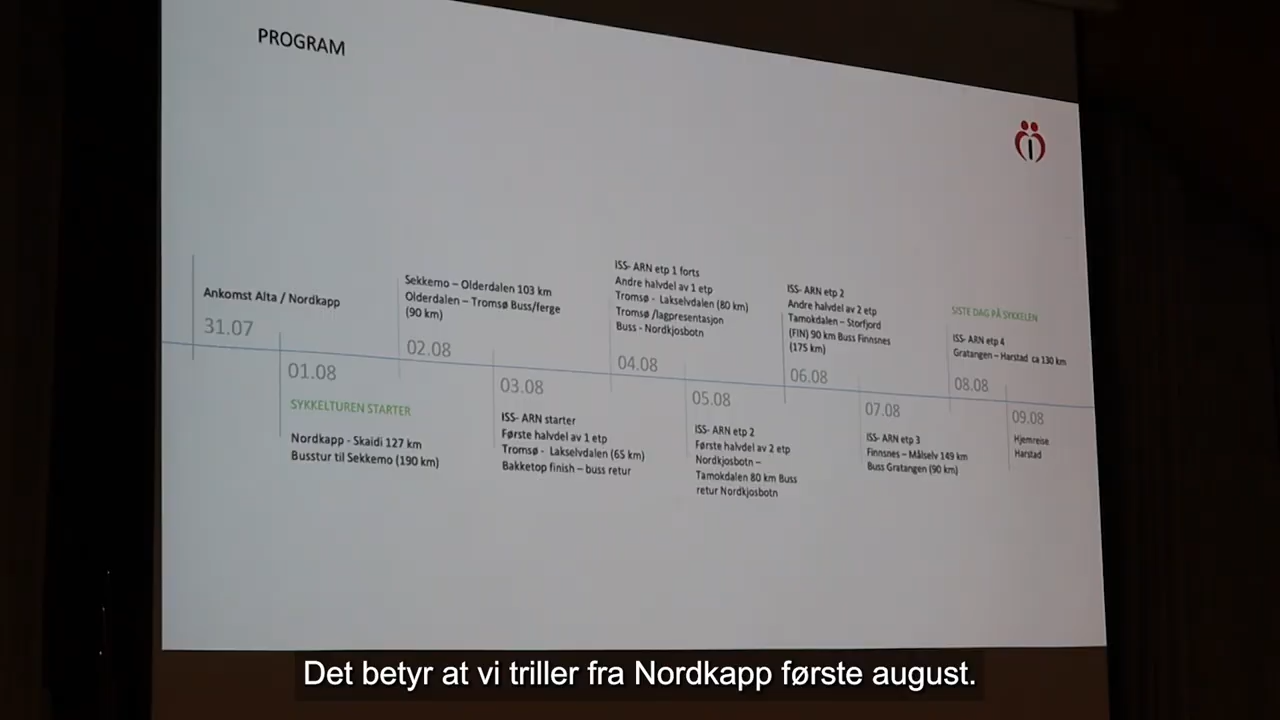 PROGRAM
Ankomst Alta / Nordkapp
31.07
01.08
SYKKELTUREN STARTER
Nordkapp - Skaidi 127 km
Busstur til Sekkemo (190 km)
Sekkemo – Olderdalen 103 km
Olderdalen – Tromsø Buss/ferge
(90 km)
02.08
03.08
ISS- ARN starter
Første halvdel av 1 etp
Tromsø - Lakselvdalen (65 km)
Bakketop finish – buss retur
ISS- ARN etp 1 forts
Andre halvdel av 1 etp
Tromsø - Lakselvdalen (80 km)
Tromsø /lagpresentasjon
Buss - Nordkjosbotn
04.08
05.08
ISS- ARN etp 2
Første halvdel av 2 etp
Nordkjosbotn –
Tamokdalen 80 km Buss
retur Nordkjosbotn
ISS- ARN etp 2
Andre halvdel av 2 etp
Tamokdalen – Storfjord
(FIN) 90 km Buss Finnsnes
(175 km)
06.08
07.08
ISS- ARN etp 3
Finnsnes – Målselv 149 km
Buss Gratangen (90 km)
SISTE DAG PÅ SYKKELEN
ISS- ARN etp 4
Gratangen – Harstad ca 130 km
08.08
09.08
Hjemreise
Harstad
Det betyr at vi triller fra Nordkapp første august.